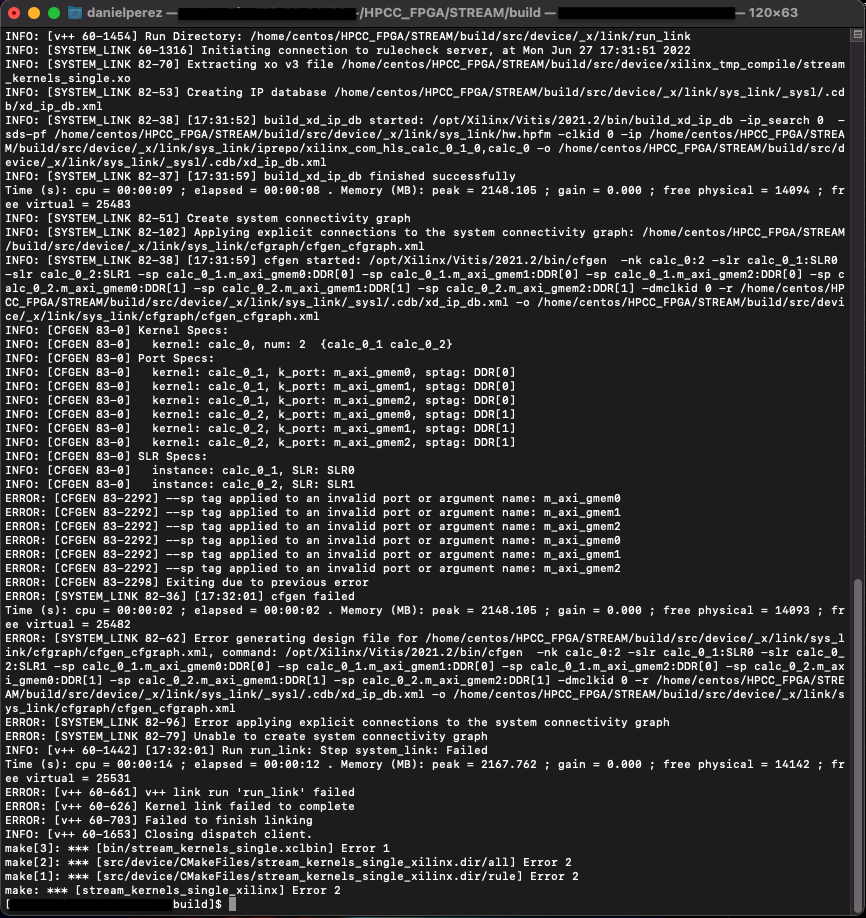 danielperez — -/HPCC_FPGA/STREAM/build — — 120×63
INFO: [v++ 60-1454] Run Directory: /home/centos/HPCC_FPGA/STREAM/build/src/device/_x/link/run_link
INFO: [SYSTEM_LINK 60-1316] Initiating connection to rulecheck server, at Mon Jun 27 17:31:51 2022
INFO: [SYSTEM_LINK 82-70] Extracting xo v3 file /home/centos/HPCC_FPGA/STREAM/build/src/device/xilinx_tmp_compile/stream
_kernels_single.xo
INFO: [SYSTEM_LINK 82-53] Creating IP database /home/centos/HPCC_FPGA/STREAM/build/src/device/_x/link/sys_link/_sysl/.cd
b/xd_ip_db.xml
INFO: [SYSTEM_LINK 82-38] [17:31:52] build_xd_ip_db started: /opt/Xilinx/Vitis/2021.2/bin/build_xd_ip_db -ip_search 0  -
sds-pf /home/centos/HPCC_FPGA/STREAM/build/src/device/_x/link/sys_link/hw.hpfm -clkid 0 -ip /home/centos/HPCC_FPGA/STREA
M/build/src/device/_x/link/sys_link/iprepo/xilinx_com_hls_calc_0_1_0,calc_0 -o /home/centos/HPCC_FPGA/STREAM/build/src/d
evice/_x/link/sys_link/_sysl/.cdb/xd_ip_db.xml
INFO: [SYSTEM_LINK 82-37] [17:31:59] build_xd_ip_db finished successfully
Time (s): cpu = 00:00:09 ; elapsed = 00:00:08 . Memory (MB): peak = 2148.105 ; gain = 0.000 ; free physical = 14094 ; fr
ee virtual = 25483
INFO: [SYSTEM_LINK 82-51] Create system connectivity graph
INFO: [SYSTEM_LINK 82-102] Applying explicit connections to the system connectivity graph: /home/centos/HPCC_FPGA/STREAM
/build/src/device/_x/link/sys_link/cfgraph/cfgen_cfgraph.xml
INFO: [SYSTEM_LINK 82-38] [17:31:59] cfgen started: /opt/Xilinx/Vitis/2021.2/bin/cfgen  -nk calc_0:2 -slr calc_0_1:SLR0 
-slr calc_0_2:SLR1 -sp calc_0_1.m_axi_gmem0:DDR[0] -sp calc_0_1.m_axi_gmem1:DDR[0] -sp calc_0_1.m_axi_gmem2:DDR[0] -sp c
alc_0_2.m_axi_gmem0:DDR[1] -sp calc_0_2.m_axi_gmem1:DDR[1] -sp calc_0_2.m_axi_gmem2:DDR[1] -dmclkid 0 -r /home/centos/HP
CC_FPGA/STREAM/build/src/device/_x/link/sys_link/_sysl/.cdb/xd_ip_db.xml -o /home/centos/HPCC_FPGA/STREAM/build/src/devi
ce/_x/link/sys_link/cfgraph/cfgen_cfgraph.xml
INFO: [CFGEN 83-0] Kernel Specs: 
INFO: [CFGEN 83-0]   kernel: calc_0, num: 2  {calc_0_1 calc_0_2}
INFO: [CFGEN 83-0] Port Specs: 
INFO: [CFGEN 83-0]   kernel: calc_0_1, k_port: m_axi_gmem0, sptag: DDR[0]
INFO: [CFGEN 83-0]   kernel: calc_0_1, k_port: m_axi_gmem1, sptag: DDR[0]
INFO: [CFGEN 83-0]   kernel: calc_0_1, k_port: m_axi_gmem2, sptag: DDR[0]
INFO: [CFGEN 83-0]   kernel: calc_0_2, k_port: m_axi_gmem0, sptag: DDR[1]
INFO: [CFGEN 83-0]   kernel: calc_0_2, k_port: m_axi_gmem1, sptag: DDR[1]
INFO: [CFGEN 83-0]   kernel: calc_0_2, k_port: m_axi_gmem2, sptag: DDR[1]
INFO: [CFGEN 83-0] SLR Specs: 
INFO: [CFGEN 83-0]   instance: calc_0_1, SLR: SLR0
INFO: [CFGEN 83-0]   instance: calc_0_2, SLR: SLR1
ERROR: [CFGEN 83-2292] --sp tag applied to an invalid port or argument name: m_axi_gmem0
ERROR: [CFGEN 83-2292] --sp tag applied to an invalid port or argument name: m_axi_gmem1
ERROR: [CFGEN 83-2292] --sp tag applied to an invalid port or argument name: m_axi_gmem2
ERROR: [CFGEN 83-2292] --sp tag applied to an invalid port or argument name: m_axi_gmem0
ERROR: [CFGEN 83-2292] --sp tag applied to an invalid port or argument name: m_axi_gmem1
ERROR: [CFGEN 83-2292] --sp tag applied to an invalid port or argument name: m_axi_gmem2
ERROR: [CFGEN 83-2298] Exiting due to previous error
ERROR: [SYSTEM_LINK 82-36] [17:32:01] cfgen failed
Time (s): cpu = 00:00:02 ; elapsed = 00:00:02 . Memory (MB): peak = 2148.105 ; gain = 0.000 ; free physical = 14093 ; fr
ee virtual = 25482
ERROR: [SYSTEM_LINK 82-62] Error generating design file for /home/centos/HPCC_FPGA/STREAM/build/src/device/_x/link/sys_l
ink/cfgraph/cfgen_cfgraph.xml, command: /opt/Xilinx/Vitis/2021.2/bin/cfgen  -nk calc_0:2 -slr calc_0_1:SLR0 -slr calc_0_
2:SLR1 -sp calc_0_1.m_axi_gmem0:DDR[0] -sp calc_0_1.m_axi_gmem1:DDR[0] -sp calc_0_1.m_axi_gmem2:DDR[0] -sp calc_0_2.m_ax
i_gmem0:DDR[1] -sp calc_0_2.m_axi_gmem1:DDR[1] -sp calc_0_2.m_axi_gmem2:DDR[1] -dmclkid 0 -r /home/centos/HPCC_FPGA/STRE
AM/build/src/device/_x/link/sys_link/_sysl/.cdb/xd_ip_db.xml -o /home/centos/HPCC_FPGA/STREAM/build/src/device/_x/link/s
ys_link/cfgraph/cfgen_cfgraph.xml
ERROR: [SYSTEM_LINK 82-96] Error applying explicit connections to the system connectivity graph
ERROR: [SYSTEM_LINK 82-79] Unable to create system connectivity graph
INFO: [v++ 60-1442] [17:32:01] Run run_link: Step system_link: Failed
Time (s): cpu = 00:00:14 ; elapsed = 00:00:12 . Memory (MB): peak = 2167.762 ; gain = 0.000 ; free physical = 14142 ; fr
ee virtual = 25531
ERROR: [v++ 60-661] v++ link run 'run_link' failed
ERROR: [v++ 60-626] Kernel link failed to complete
ERROR: [v++ 60-703] Failed to finish linking
INFO: [v++ 60-1653] Closing dispatch client.
make[3]: *** [bin/stream_kernels_single.xclbin] Error 1
make[2]: *** [src/device/CMakeFiles/stream_kernels_single_xilinx.dir/all] Error 2
make[1]: *** [src/device/CMakeFiles/stream_kernels_single_xilinx.dir/rule] Error 2
make: *** [stream_kernels_single_xilinx] Error 2
[ build]$